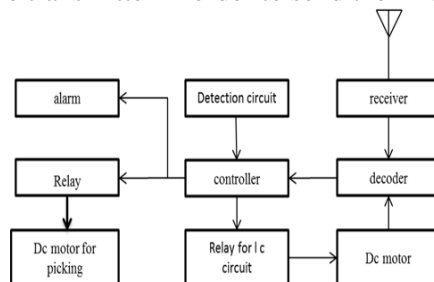 alarm
Detection circuit
receiver
Relay
controller
decoder
Dc motor for
picking
Relay for l c
circuit
Dc motor